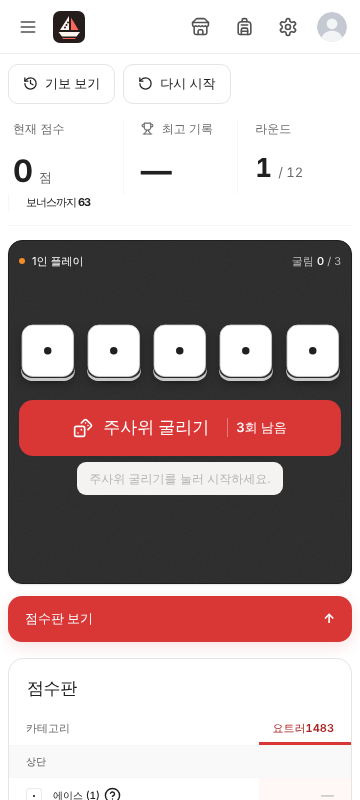 기보 보기
다시 시작
현재 점수
최고 기록
라운드
0 점
—
1 / 12
보너스까지 63
1인 플레이
굴림 0 / 3
주사위 굴리기
3회 남음
주사위 굴리기를 눌러 시작하세요.
점수판 보기
점수판
카테고리
요트러1483
상단
에이스 (1)
—